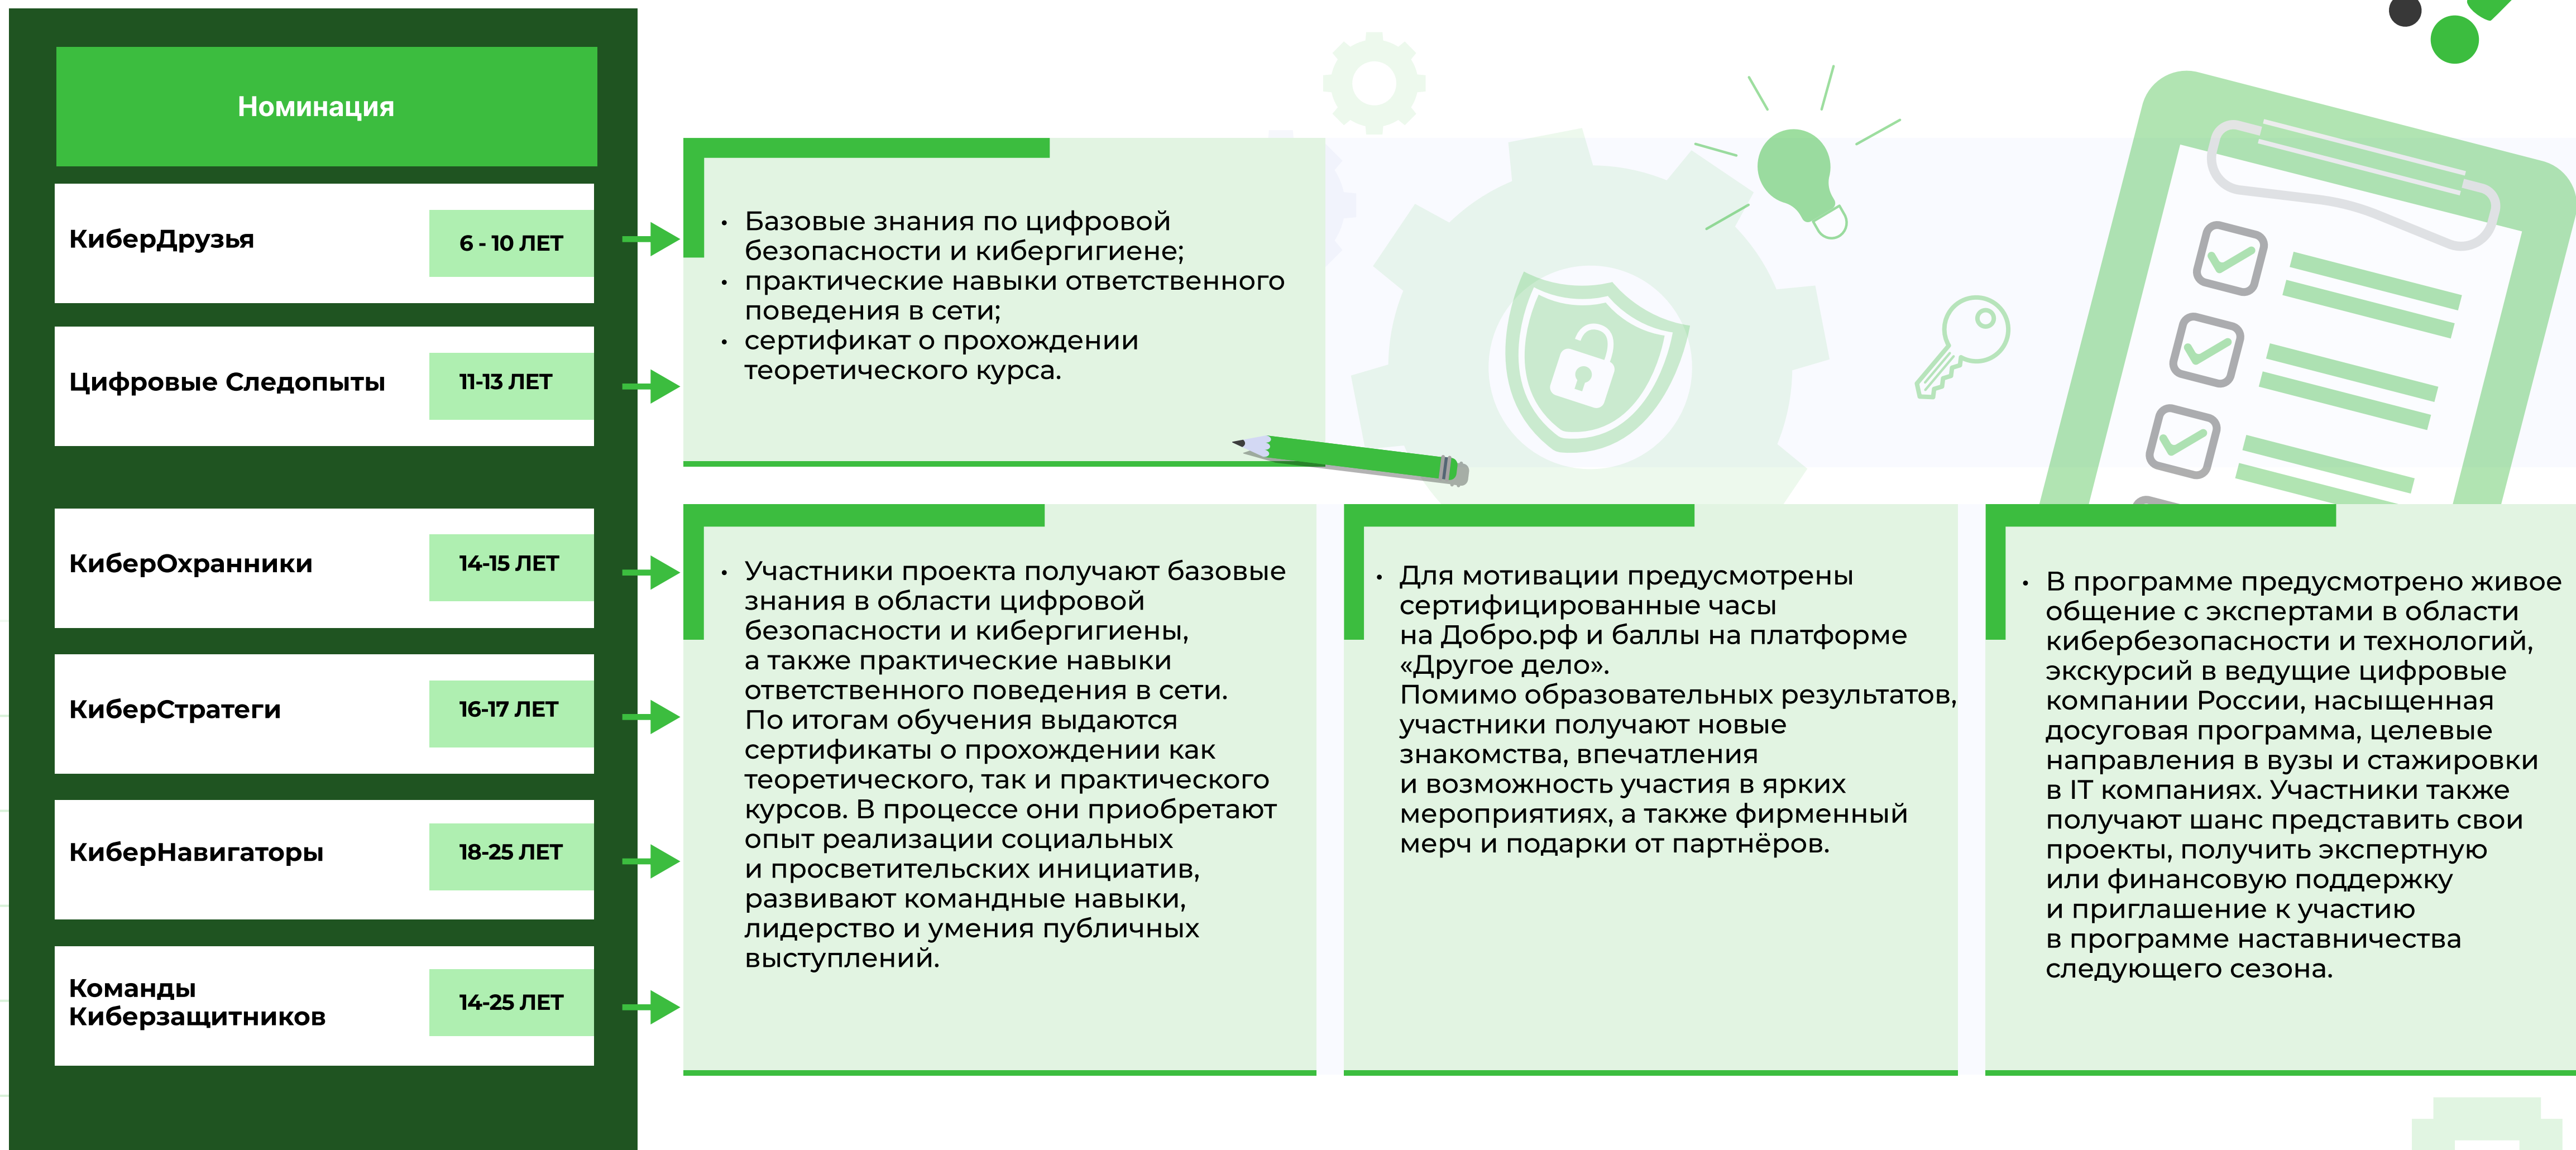 Номинация
КиберДрузья
6 - 10 ЛЕТ
Цифровые Следопыты
11-13 ЛЕТ
КиберОхранники
14-15 ЛЕТ
КиберСтратеги
16-17 ЛЕТ
КиберНавигаторы
18-25 ЛЕТ
Команды
Киберзащитников
14-25 ЛЕТ
• Базовые знания по цифровой
безопасности и кибергигиене;
• практические навыки ответственного
поведения в сети;
• сертификат о прохождении
теоретического курса.
• Участники проекта получают базовые
знания в области цифровой
безопасности и кибергигиены,
а также практические навыки
ответственного поведения в сети.
По итогам обучения выдаются
сертификаты о прохождении как
теоретического, так и практического
курсов. В процессе они приобретают
опыт реализации социальных
и просветительских инициатив,
развивают командные навыки,
лидерство и умения публичных
выступлений.
• Для мотивации предусмотрены
сертифицированные часы
на Добро.рф и баллы на платформе
«Другое дело».
Помимо образовательных результатов,
участники получают новые
знакомства, впечатления
и возможность участия в ярких
мероприятиях, а также фирменный
мерч и подарки от партнёров.
• В программе предусмотрено живое
общение с экспертами в области
кибербезопасности и технологий,
экскурсий в ведущие цифровые
компании России, насыщенная
досуговая программа, целевые
направления в вузы и стажировки
в IT компаниях. Участники также
получают шанс представить свои
проекты, получить экспертную
или финансовую поддержку
и приглашение к участию
в программе наставничества
следующего сезона.